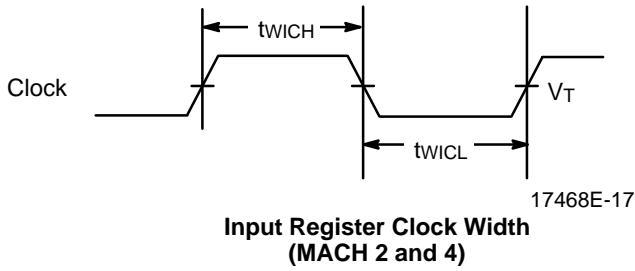 tWICH
Clock
VT
tWICL
17468E-17
Input Register Clock Width
(MACH 2 and 4)